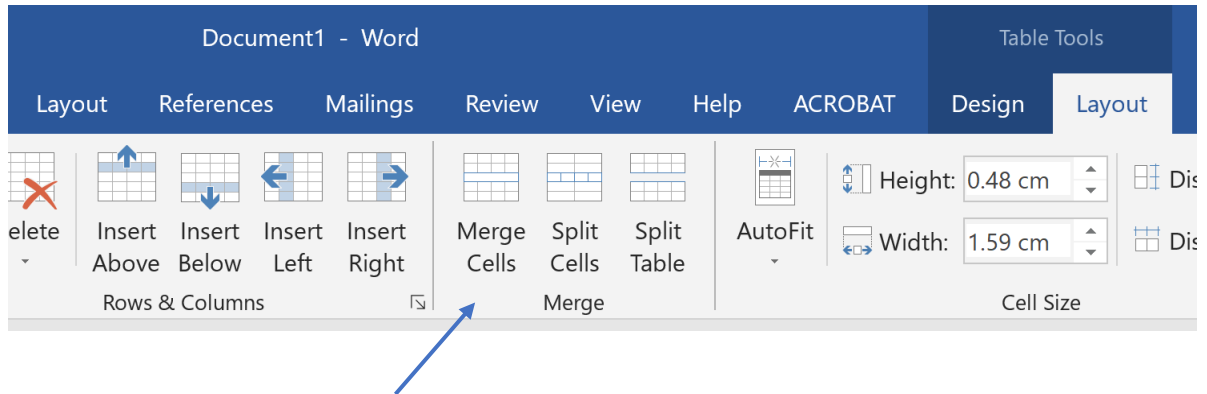 Document1 - Word
Table Tools
Layout References Mailings Review View Help ACROBAT Design Layout
elete
Insert Above
Insert Below
Insert Left
Insert Right
Merge Cells
Split Cells
Split Table
AutoFit
Height: 0.48 cm
Width: 1.59 cm
Dis
Dis
Rows & Columns
Merge
Cell Size